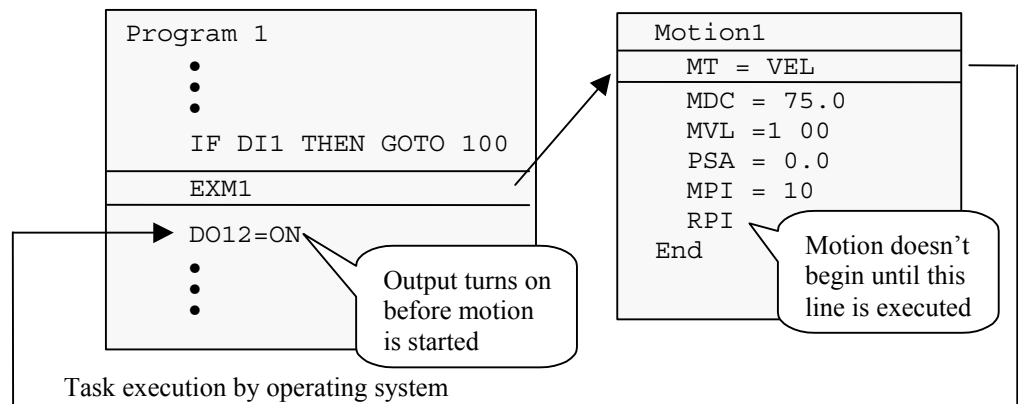 Program 1
IF DI1 THEN GOTO 100
EXM1
DO12=ON
Output turns on
before motion
is started
Motion1
MT = VEL
MDC = 75.0
MVL =1 00
PSA = 0.0
MPI = 10
RPI
End
Motion doesn’t
begin until this
line is executed
Task execution by operating system